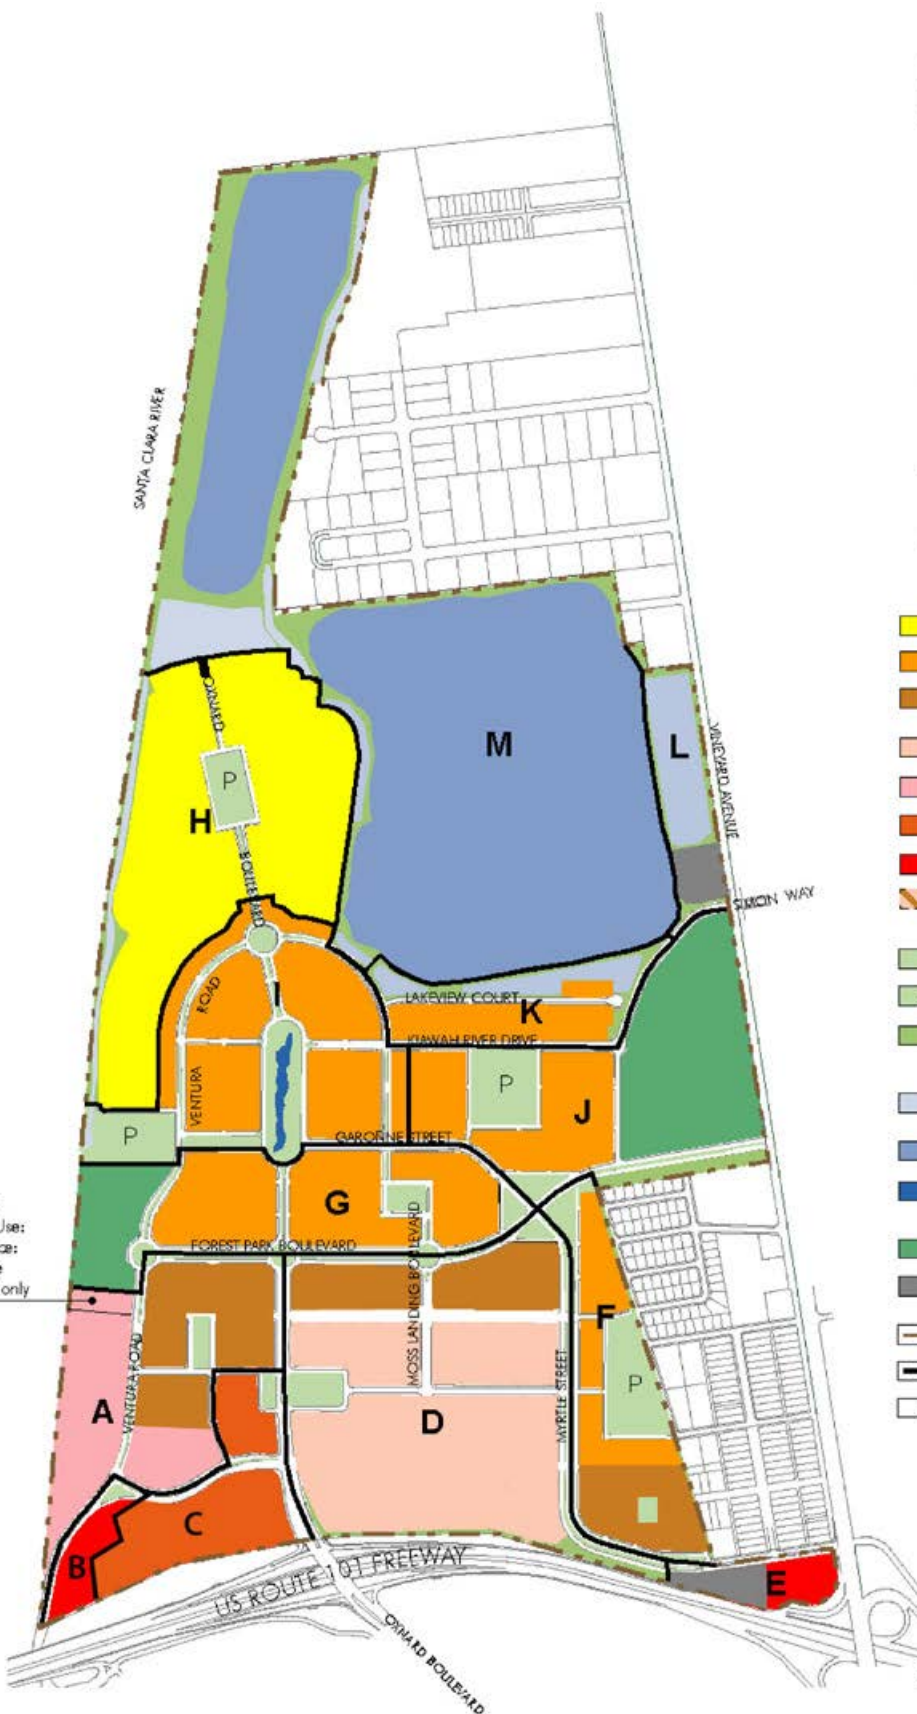 SANTA CLARA RIVER
OXNARD
M
L
VINEYARD AVENUE
P
H
BOULEVARD
SIMON WAY
ROAD
I
LAKEVIEW COURT
K
KIAWAH RIVER DRIVE
VENTURA
P
J
P
GARONNE STREET
G
MOSS LANDING BOULEVARD
Use:
FOREST PARK BOULEVARD
only
F
VENTURA ROAD
MYRTLE STREET
P
A
D
C
B
E
US ROUTE 101 FREEWAY
OXNARD BOULEVARD